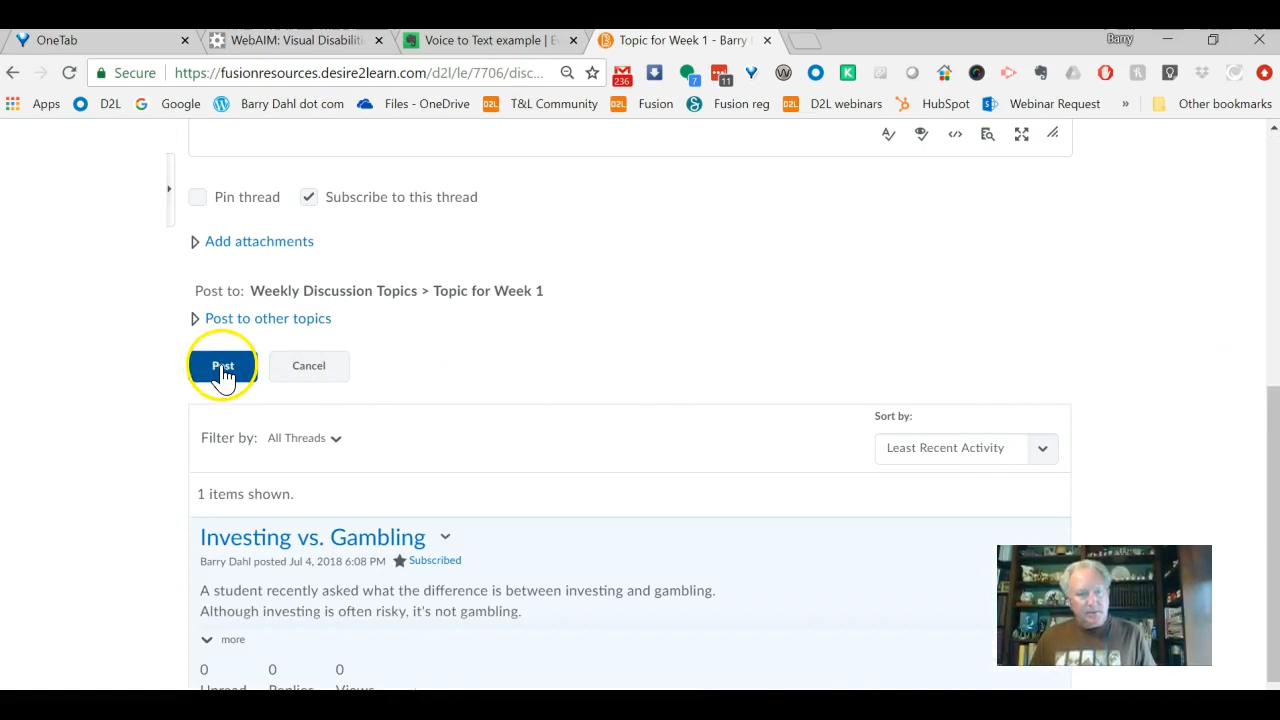 OneTab
WebAIM: Visual Disabiliti
Voice to Text example | E
Topic for Week 1 - Barry
Barry
Secure
https://fusionresources.desire2learn.com/d2l/le/7706/disc...
236
7
11
Apps
D2L
Google
Barry Dahl dot com
Files - OneDrive
T&L Community
Fusion
Fusion reg
D2L webinars
HubSpot
Webinar Request
»
Other bookmarks
Pin thread
Subscribe to this thread
Add attachments
Post to: Weekly Discussion Topics > Topic for Week 1
Post to other topics
Post
Cancel
Filter by: All Threads
Sort by:
Least Recent Activity
1 items shown.
Investing vs. Gambling
Barry Dahl posted Jul 4, 2018 6:08 PM Subscribed
A student recently asked what the difference is between investing and gambling.
Although investing is often risky, it's not gambling.
more
0 0 0
Unread Replies Views